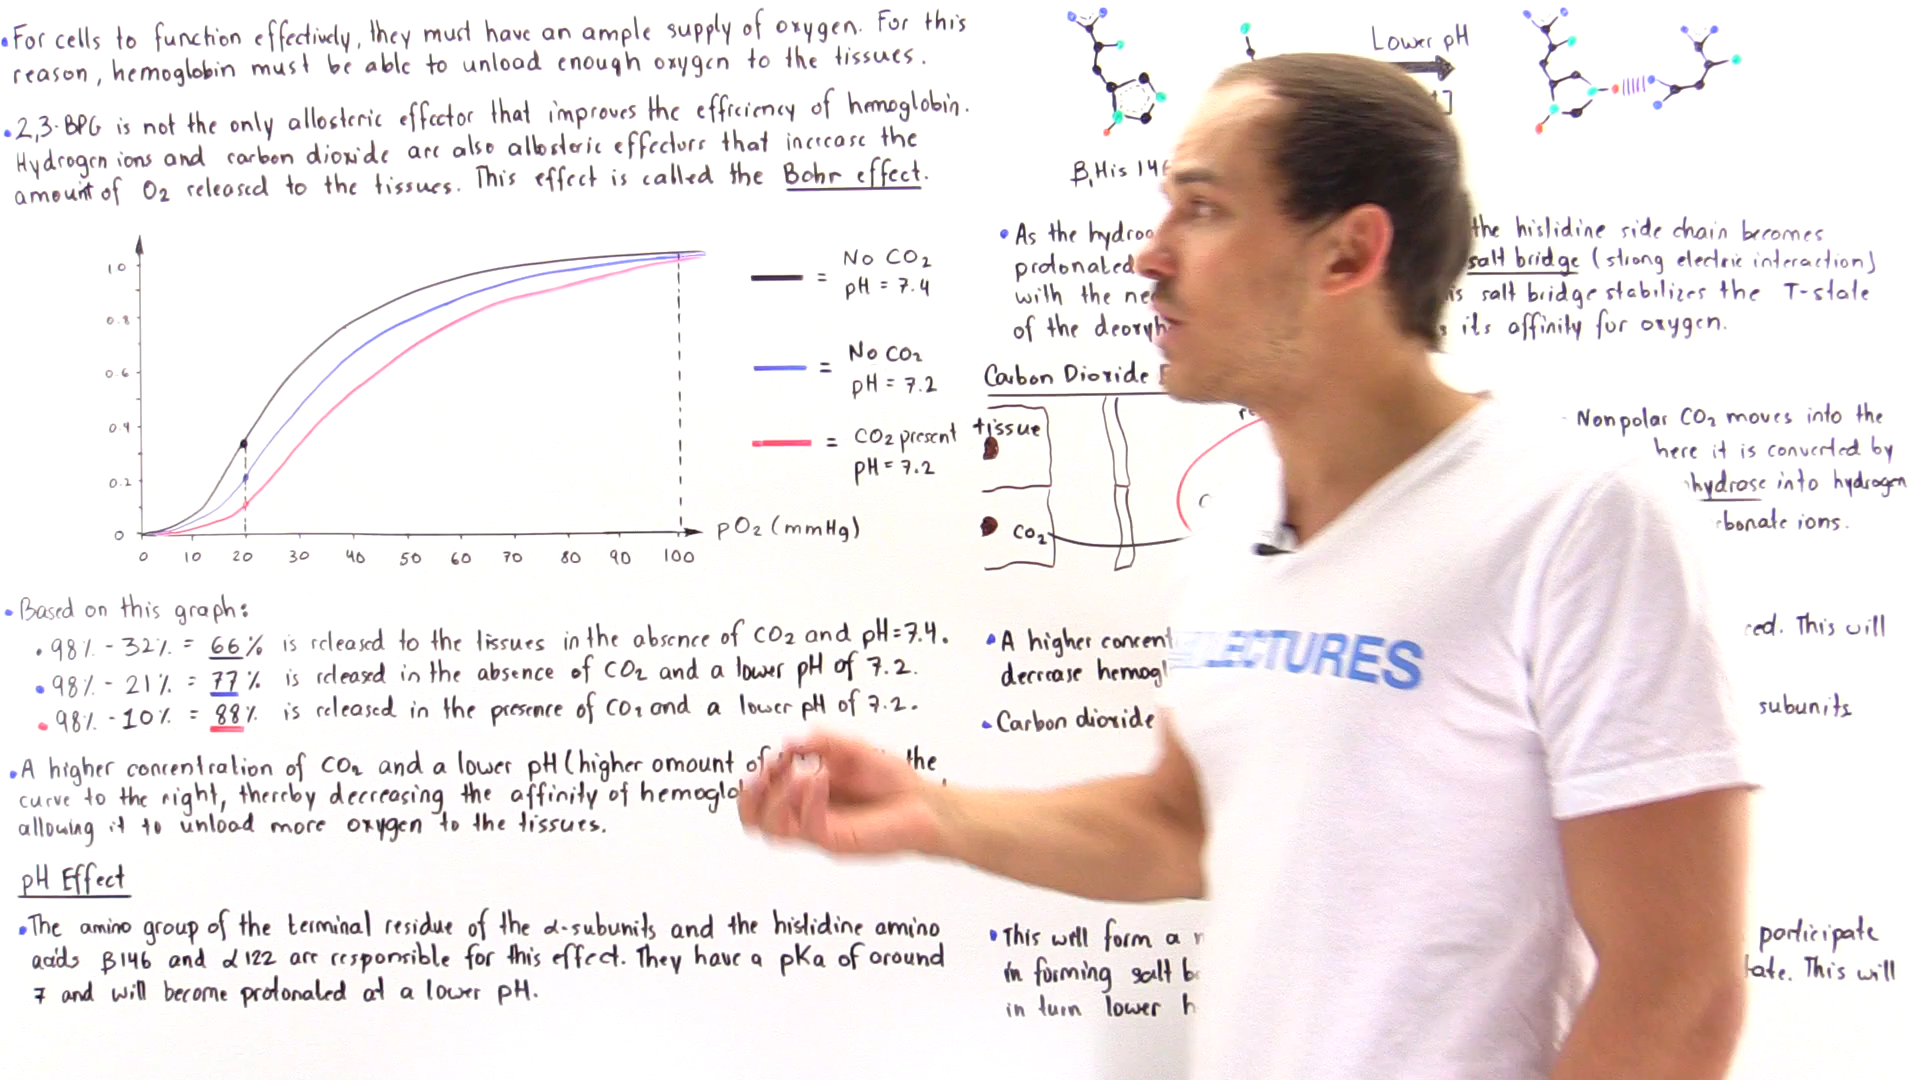 •For cells to function effectively, they must have an ample supply of oxygen. For this
reason, hemoglobin must be able to unload enough oxygen to the tissues.
•2,3-BPG is not the only allosteric effector that improves the efficiency of hemoglobin.
Hydrogen ions and carbon dioxide are also allosteric effectors that increase the
amount of O2 released to the tissues. This effect is called the Bohr effect.
1.0
0.8
0.6
0.4
0.2
0
0 10 20 30 40 50 60 70 80 90 100
pO2 (mmHg)
= No CO2
pH = 7.4
= No CO2
pH = 7.2
= CO2 present
pH = 7.2
•Based on this graph:
•98% - 32% = 66% is released to the tissues in the absence of CO2 and pH=7.4.
•98% - 21% = 77% is released in the absence of CO2 and a lower pH of 7.2.
•98% - 10% = 88% is released in the presence of CO2 and a lower pH of 7.2.
•A higher concentration of CO2 and a lower pH (higher amount of the
curve to the right, thereby decreasing the affinity of
allowing it to unload more oxygen to the tissues.
pH Effect
•The amino group of the terminal residue of the α-subunits and the histidine amino
acids β146 and α122 are responsible for this effect. They have a pKa of around
7 and will become protonated at a lower pH.
Lower pH
β1His 146
•As the the histidine side chain becomes
protonated salt bridge (strong electric interaction)
with the salt bridge stabilizes the T-state
of the its affinity for oxygen.
Carbon Dioxide
tissue
CO2
Nonpolar CO2 moves into the
here it is converted by
into hydrogen
ions.
•A higher This will
decrease
•Carbon dioxide subunits
•This will form a participate
in forming salt This will
in turn lower
LECTURES